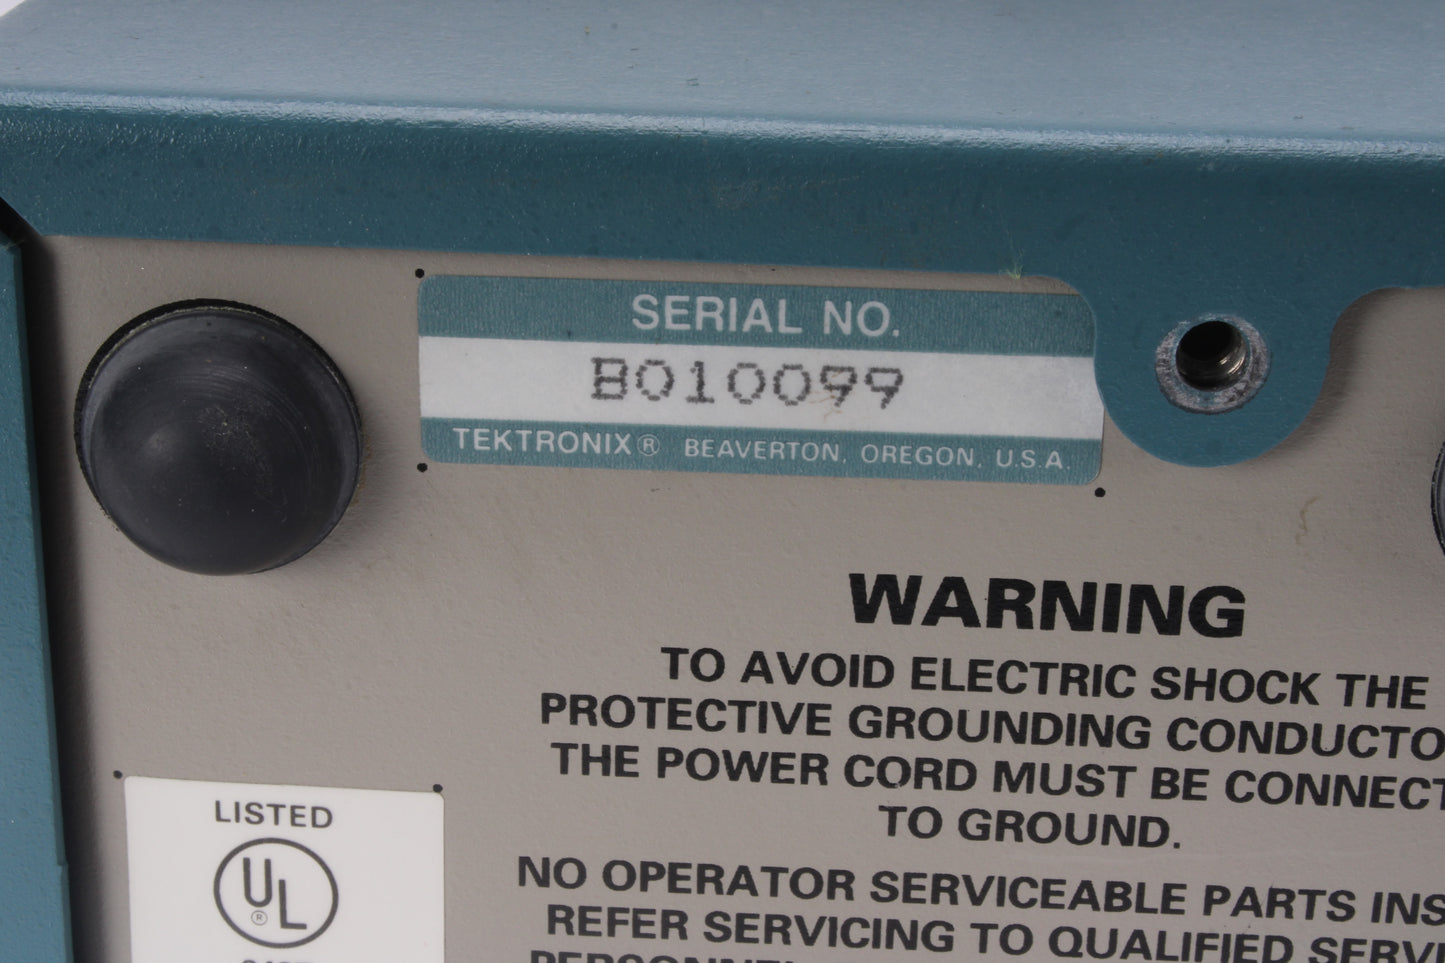 SERIAL NO.
B010099
TEKTRONIX® BEAVERTON, OREGON, U.S.A.
WARNING
TO AVOID ELECTRIC SHOCK THE
PROTECTIVE GROUNDING CONDUCTO
THE POWER CORD MUST BE CONNECT
TO GROUND.
NO OPERATOR SERVICEABLE PARTS INS
REFER SERVICING TO QUALIFIED SERV
LISTED
UL
®